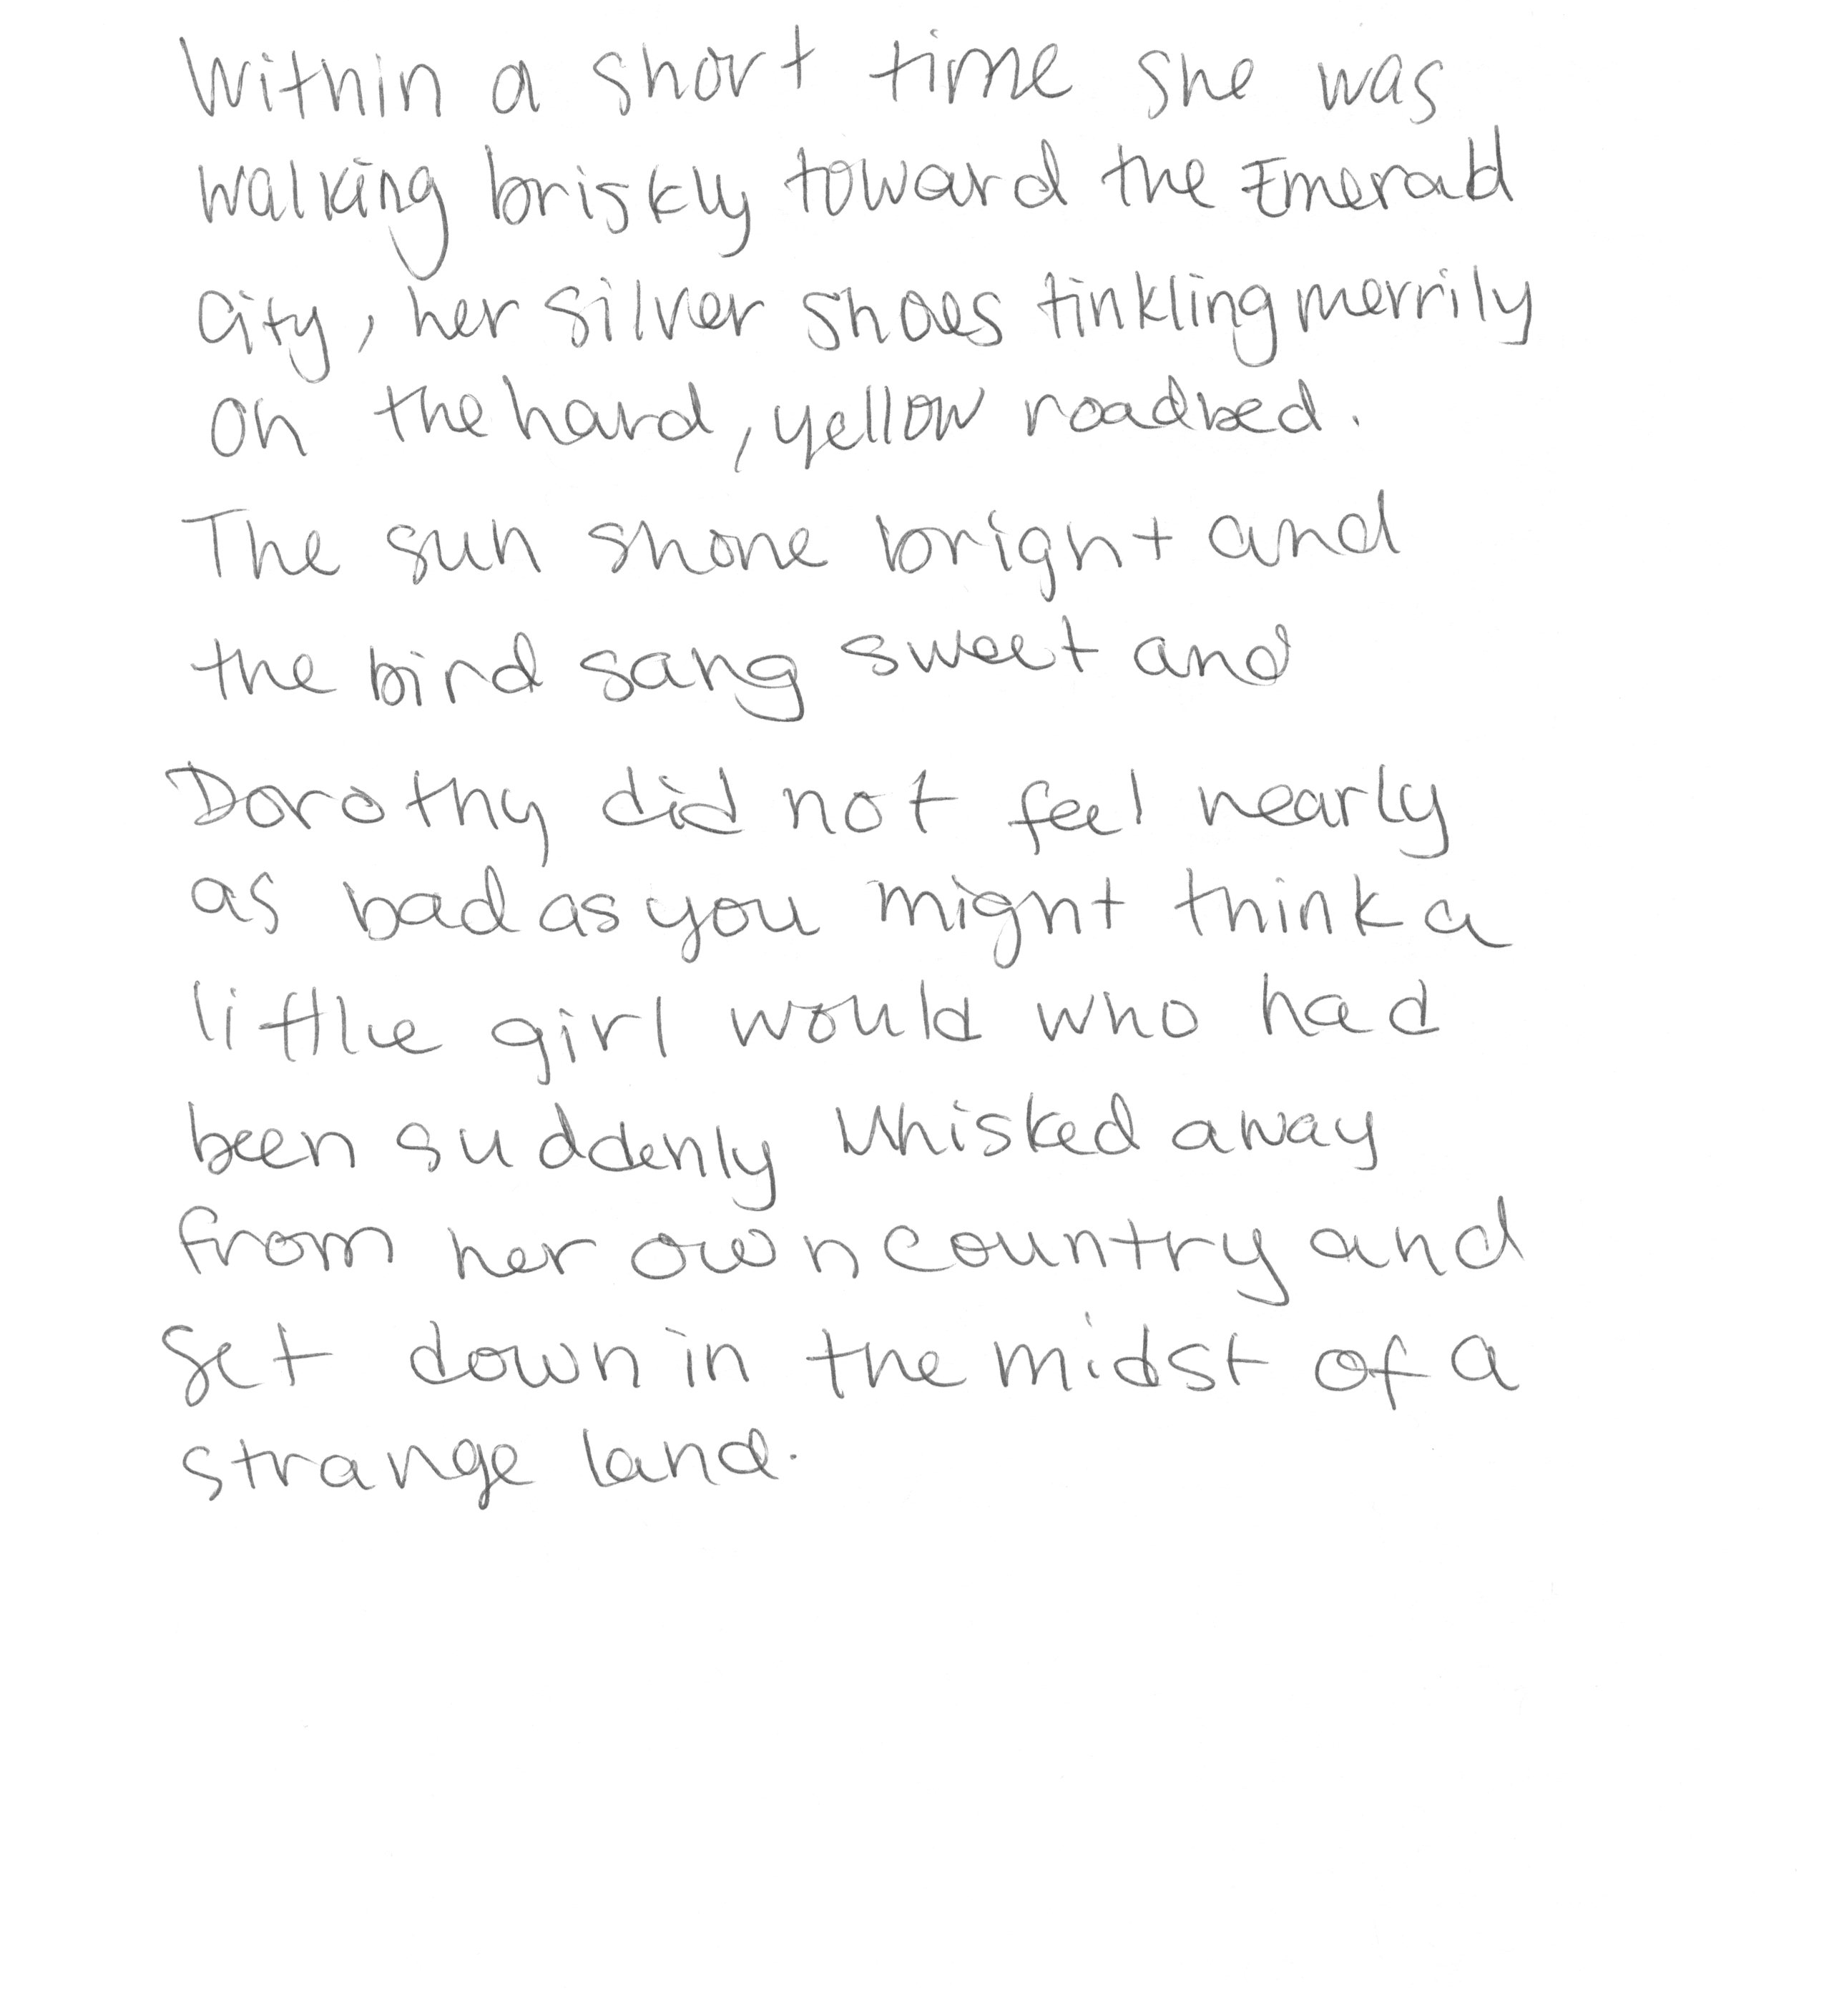 Within a short time she was
walking briskly toward the Emerald
City, her silver shoes tinkling merrily
on the hard, yellow roadbed.
The sun shone bright and
the bird sang sweet and
Dorothy did not feel nearly
as bad as you might think a
little girl would who had
been suddenly whisked away
from her own country and
set down in the midst of a
strange land.